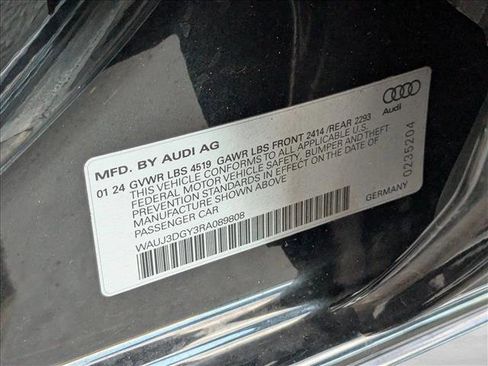 Audi
MFD. BY AUDI AG
01 24 GVWR LBS 4519 GAWR LBS FRONT 2414 /REAR 2293
THIS VEHICLE CONFORMS TO ALL APPLICABLE U.S.
FEDERAL MOTOR VEHICLE SAFETY, BUMPER AND THEFT
PREVENTION STANDARDS IN EFFECT ON THE DATE OF
MANUFACTURE SHOWN ABOVE
PASSENGER CAR
WAUJ3DGY3RA089808
0235204